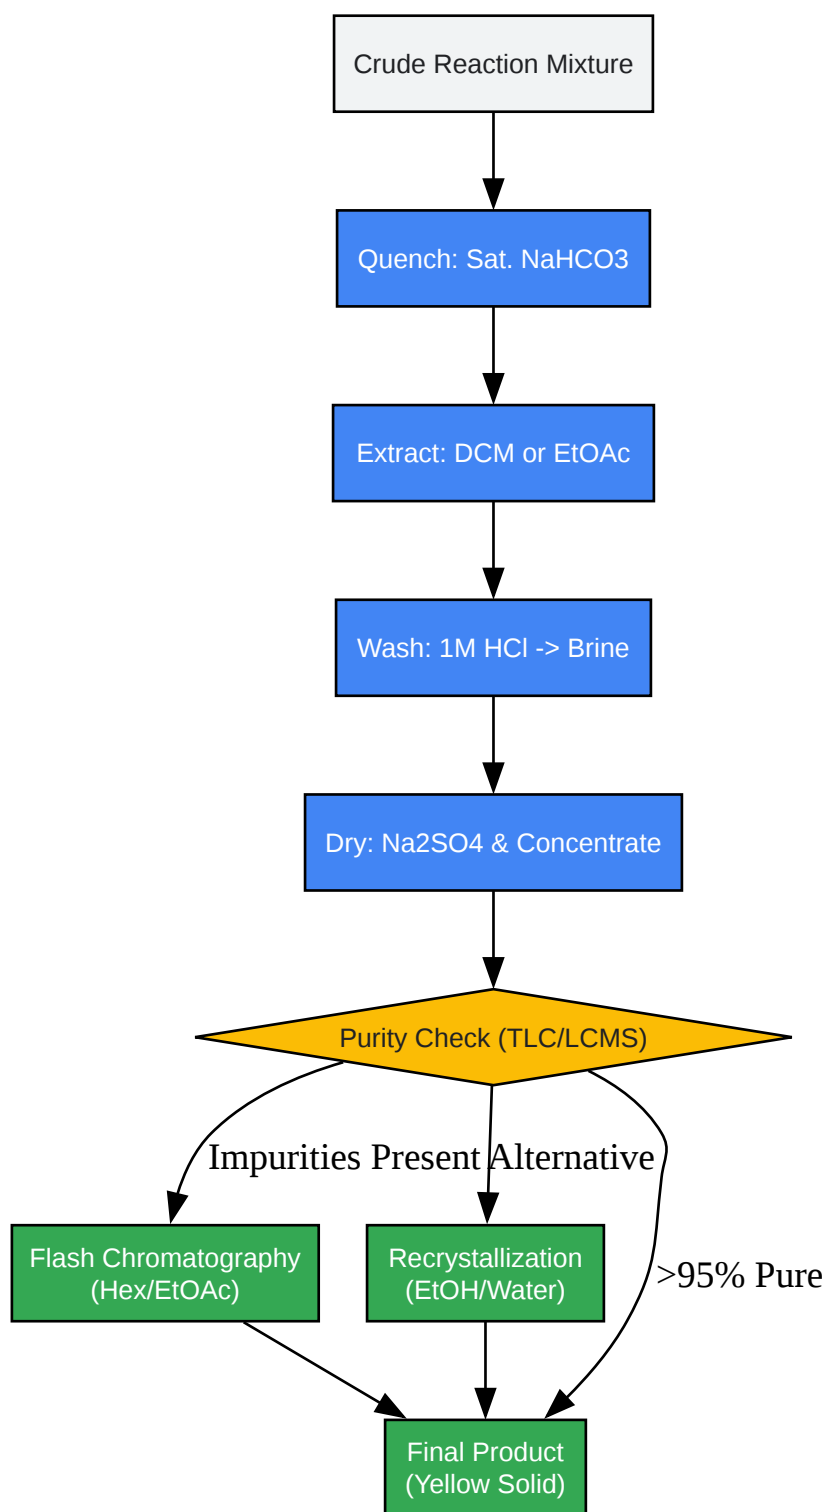 Crude Reaction Mixture
Quench: Sat. NaHCO3
Extract: DCM or EtOAc
Wash: 1M HCl -> Brine
Dry: Na2SO4 & Concentrate
Purity Check (TLC/LCMS)
Impurities Present
Alternative
>95% Pure
Flash Chromatography
(Hex/EtOAc)
Recrystallization
(EtOH/Water)
Final Product
(Yellow Solid)